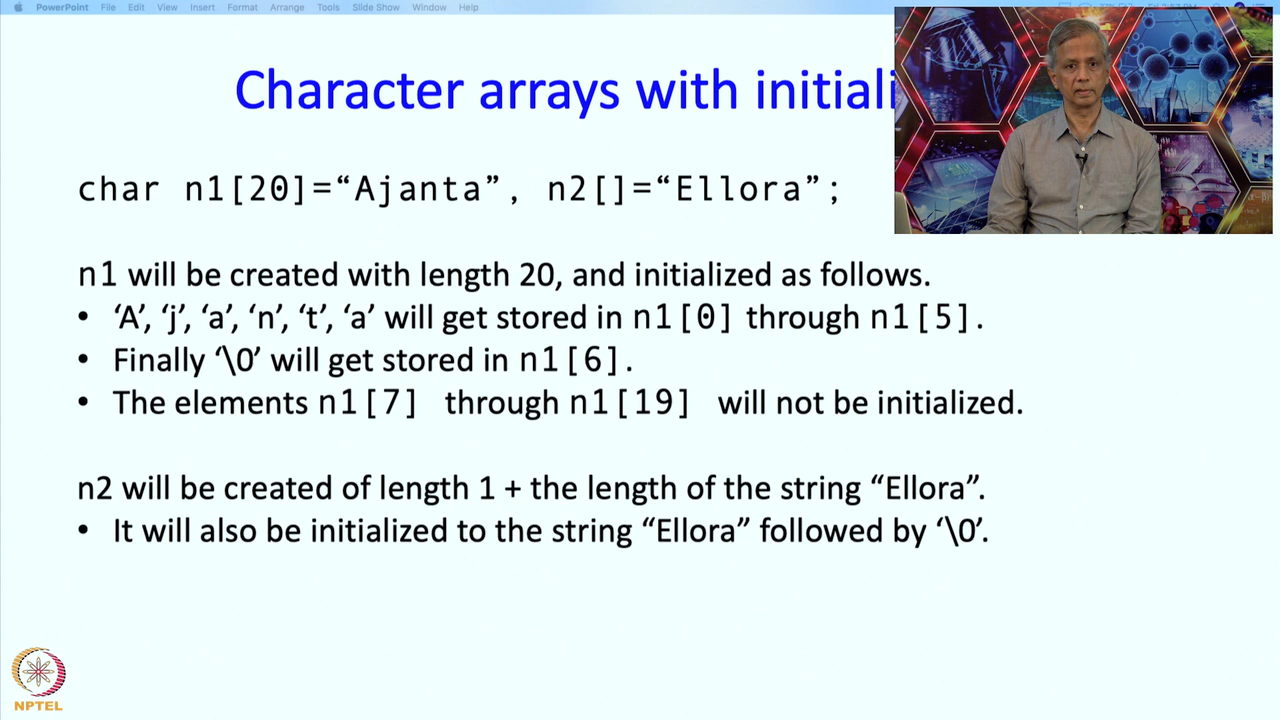 PowerPoint File Edit View Insert Format Arrange Tools Slide Show Window Help
Character arrays with initiali
char n1[20]=“Ajanta”, n2[]=“Ellora”;
n1 will be created with length 20, and initialized as follows.
• ‘A’, ‘j’, ‘a’, ‘n’, ‘t’, ‘a’ will get stored in n1[0] through n1[5].
• Finally ‘\0’ will get stored in n1[6].
• The elements n1[7] through n1[19] will not be initialized.
n2 will be created of length 1 + the length of the string “Ellora”.
• It will also be initialized to the string “Ellora” followed by ‘\0’.
NPTEL